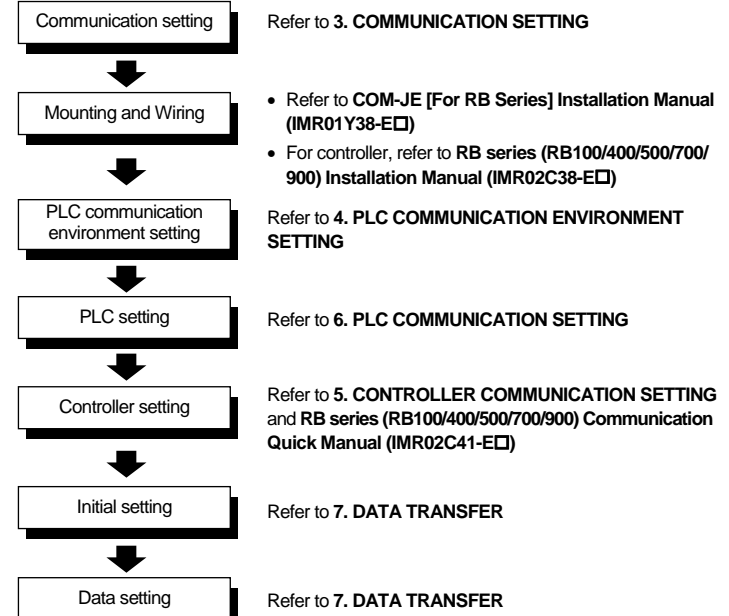 Communication setting
Refer to 3. COMMUNICATION SETTING
Mounting and Wiring
• Refer to COM-JE [For RB Series] Installation Manual
(IMR01Y38-E□)
• For controller, refer to RB series (RB100/400/500/700/
900) Installation Manual (IMR02C38-E□)
PLC communication
environment setting
Refer to 4. PLC COMMUNICATION ENVIRONMENT
SETTING
PLC setting
Refer to 6. PLC COMMUNICATION SETTING
Controller setting
Refer to 5. CONTROLLER COMMUNICATION SETTING
and RB series (RB100/400/500/700/900) Communication
Quick Manual (IMR02C41-E□)
Initial setting
Refer to 7. DATA TRANSFER
Data setting
Refer to 7. DATA TRANSFER